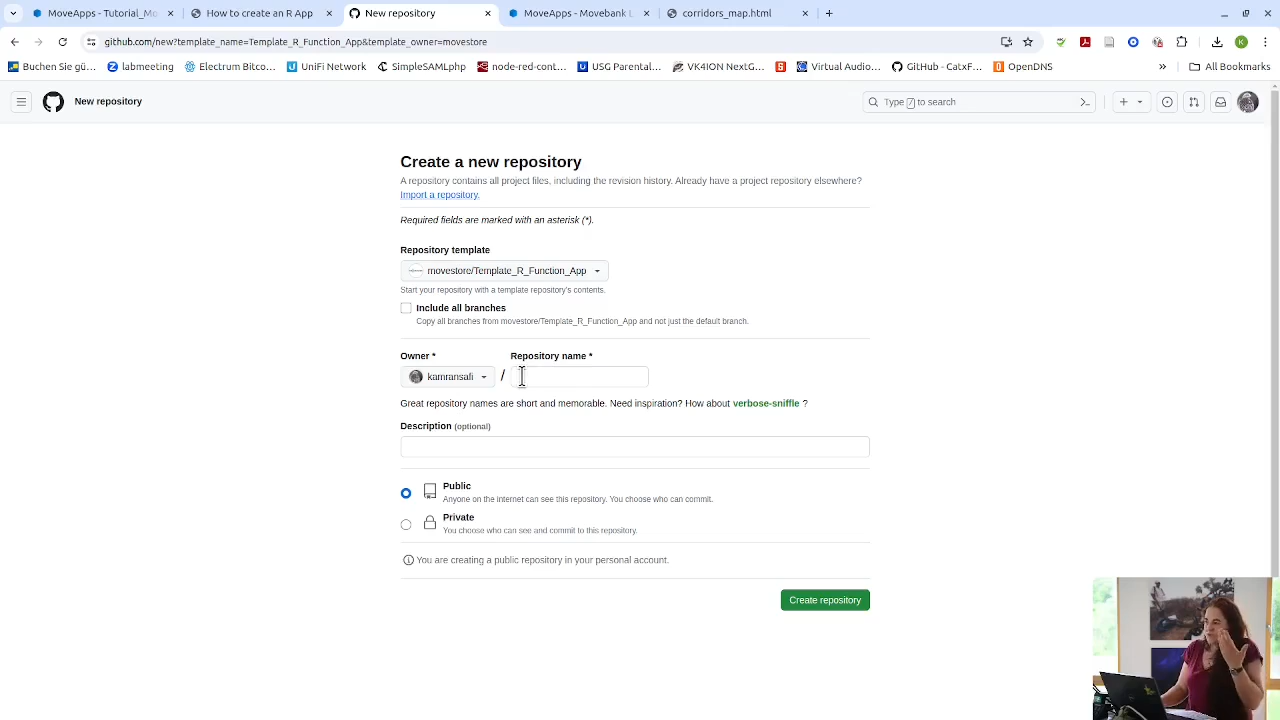 MoveApps - Tutorial_Mo
How to create an R App
New repository
MoveApps - Movebank L
corridors_map.html
github.com/new?template_name=Template_R_Function_App&template_owner=movestore
K
Buchen Sie gü...
labmeeting
Electrum Bitco...
UniFi Network
SimpleSAMLphp
node-red-cont...
USG Parental...
VK4ION NextG...
Virtual Audio...
GitHub - CatxF...
OpenDNS
All Bookmarks
New repository
Type / to search
Create a new repository
A repository contains all project files, including the revision history. Already have a project repository elsewhere?
Import a repository.
Required fields are marked with an asterisk (*).
Repository template
movestore/Template_R_Function_App
Start your repository with a template repository's contents.
Include all branches
Copy all branches from movestore/Template_R_Function_App and not just the default branch.
Owner *
Repository name *
kamransafi
/
Great repository names are short and memorable. Need inspiration? How about verbose-sniffle ?
Description (optional)
Public
Anyone on the internet can see this repository. You choose who can commit.
Private
You choose who can see and commit to this repository.
You are creating a public repository in your personal account.
Create repository